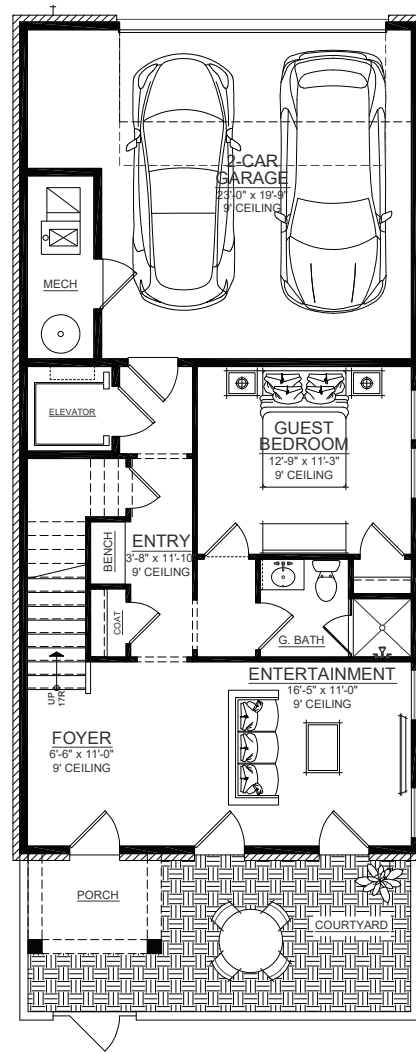 2-CAR
GARAGE
23'-0" x 19'-9"
9' CEILING
MECH
ELEVATOR
GUEST
BEDROOM
12'-9" x 11'-3"
9' CEILING
BENCH
ENTRY
3'-8" x 11'-10"
9' CEILING
COAT
G. BATH
UP
17R
ENTERTAINMENT
16'-5" x 11'-0"
9' CEILING
FOYER
6'-6" x 11'-0"
9' CEILING
PORCH
COURTYARD